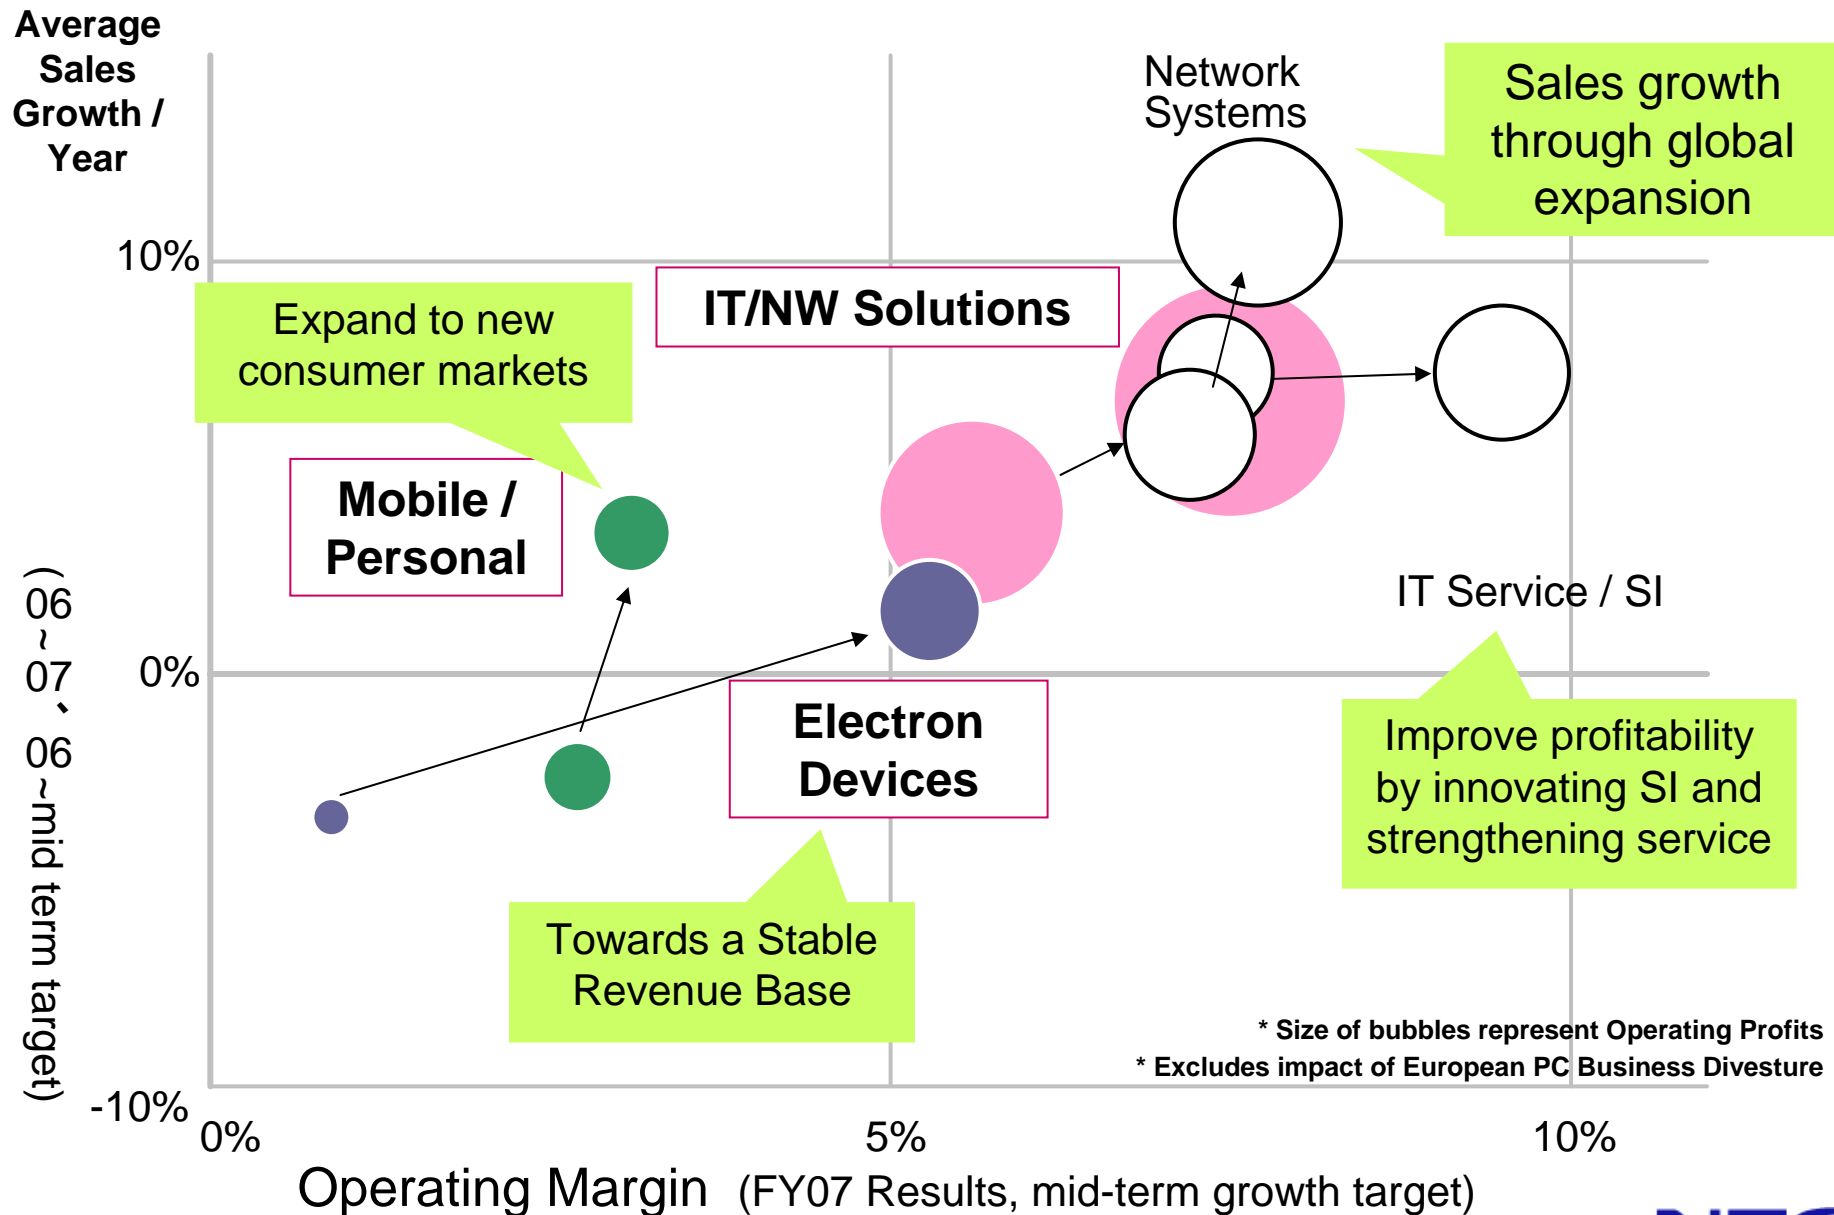 Average
Sales
Growth /
Year
(06~07、 06~mid term target)
10%
0%
-10%
0%
5%
10%
Operating Margin (FY07 Results, mid-term growth target)
Network
Systems
Sales growth
through global
expansion
IT/NW Solutions
Expand to new
consumer markets
Mobile /
Personal
IT Service / SI
Electron
Devices
Improve profitability
by innovating SI and
strengthening service
Towards a Stable
Revenue Base
* Size of bubbles represent Operating Profits
* Excludes impact of European PC Business Divesture